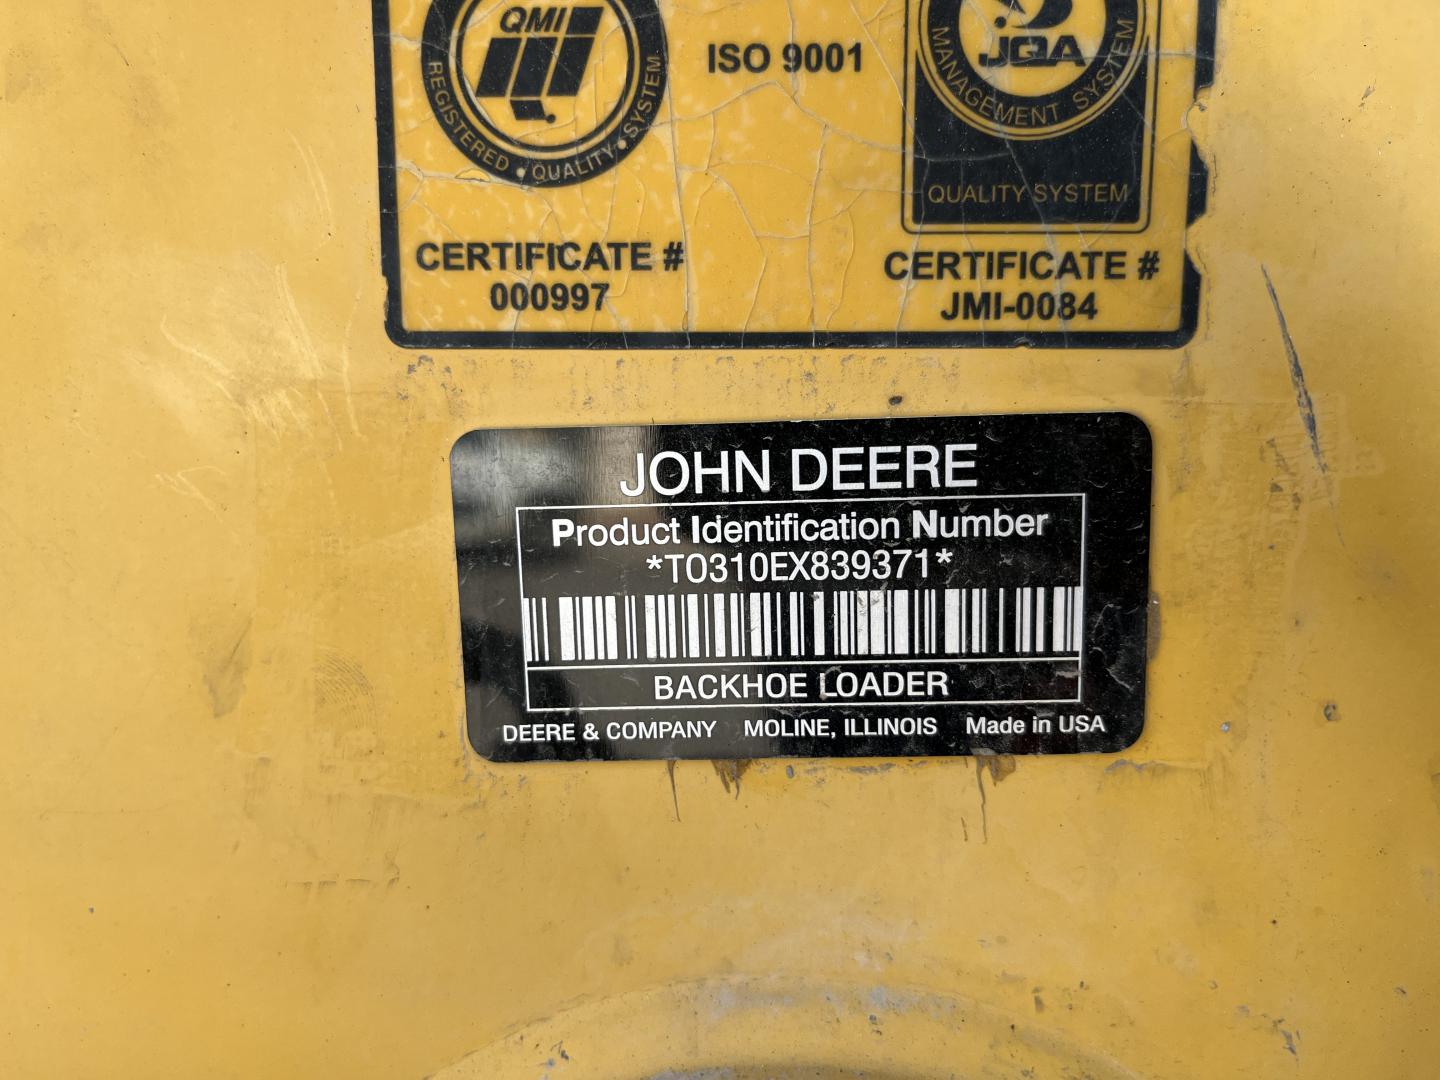 QMI
REGISTERED • QUALITY • SYSTEM
ISO 9001
JQA
MANAGEMENT SYSTEM
QUALITY SYSTEM
CERTIFICATE #
000997
CERTIFICATE #
JMI-0084
JOHN DEERE
Product Identification Number
*T0310EX839371*
BACKHOE LOADER
DEERE & COMPANY MOLINE, ILLINOIS Made in USA